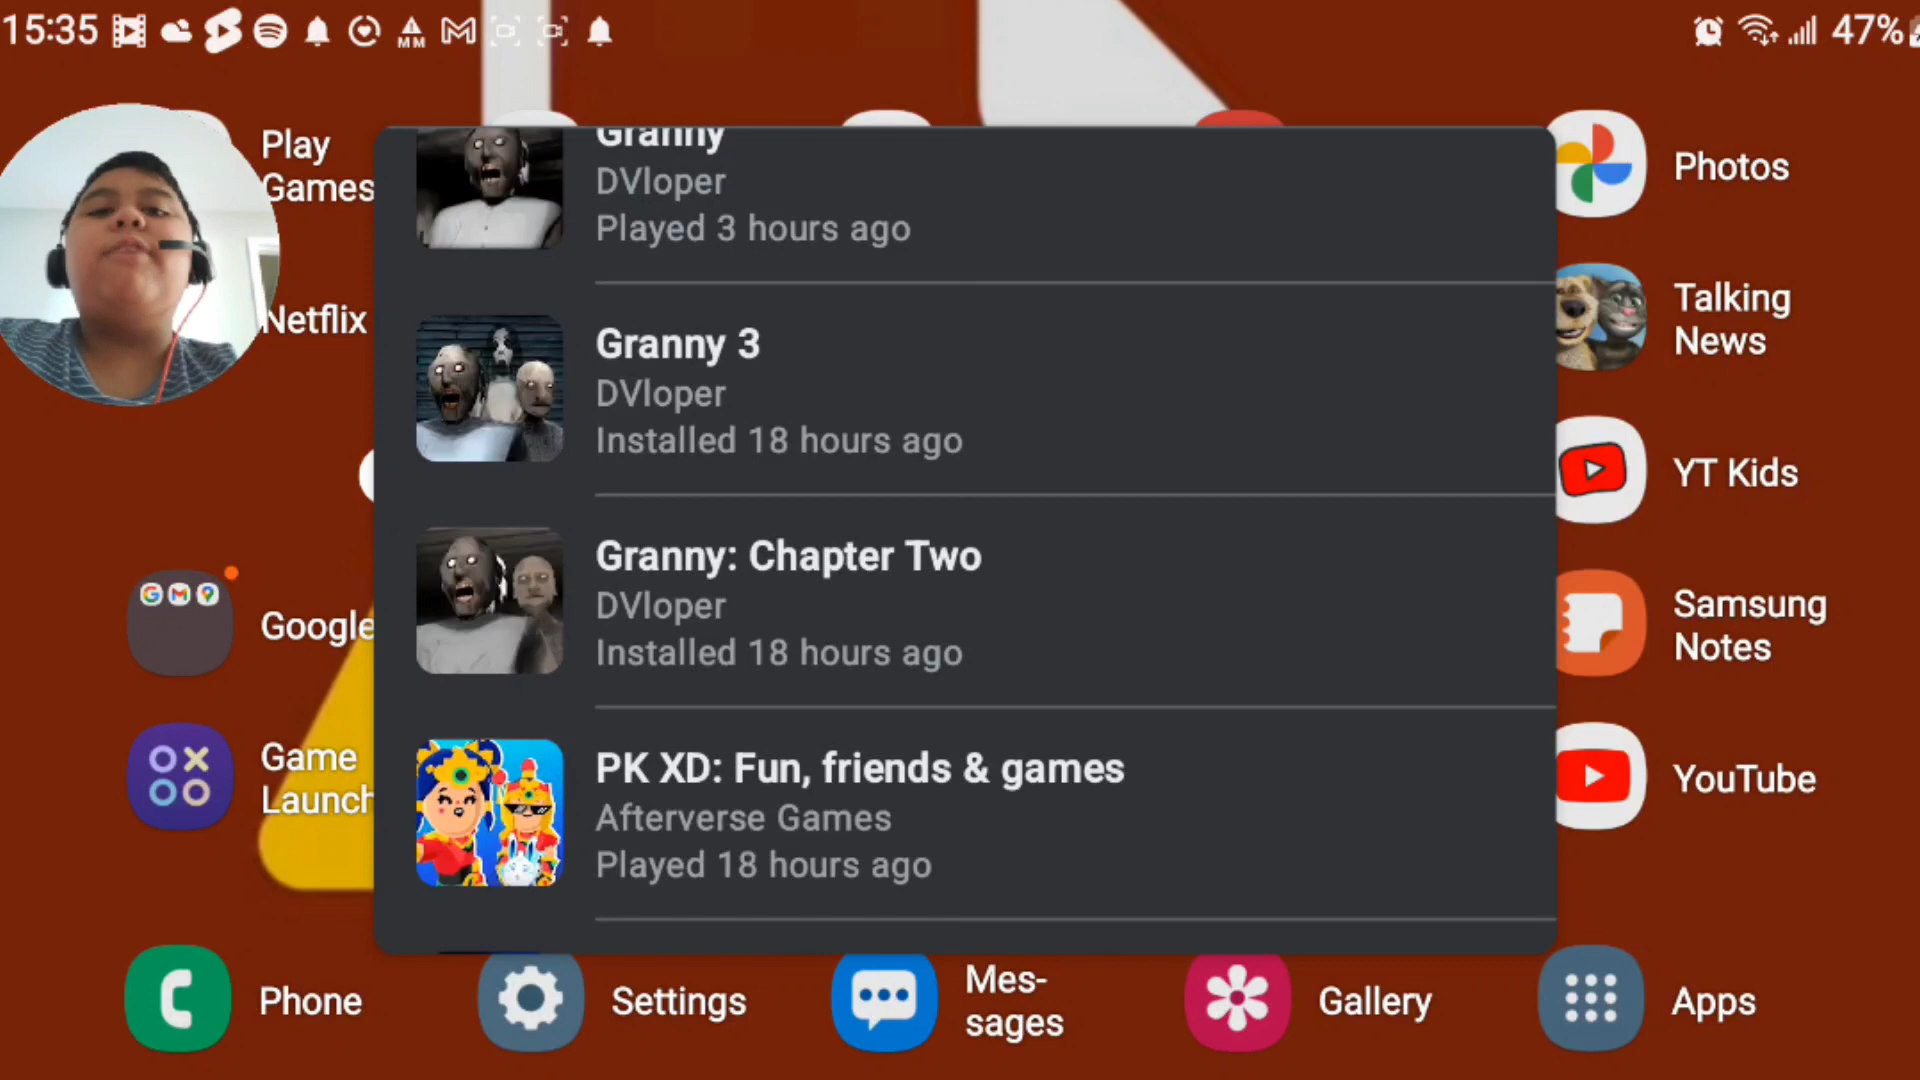 15:35
MM
47%
Play
Games
Netflix
Google
Game
Launch
Granny
DVloper
Played 3 hours ago
Granny 3
DVloper
Installed 18 hours ago
Granny: Chapter Two
DVloper
Installed 18 hours ago
PK XD: Fun, friends & games
Afterverse Games
Played 18 hours ago
Photos
Talking
News
YT Kids
Samsung
Notes
YouTube
Phone
Settings
Mes-
sages
Gallery
Apps